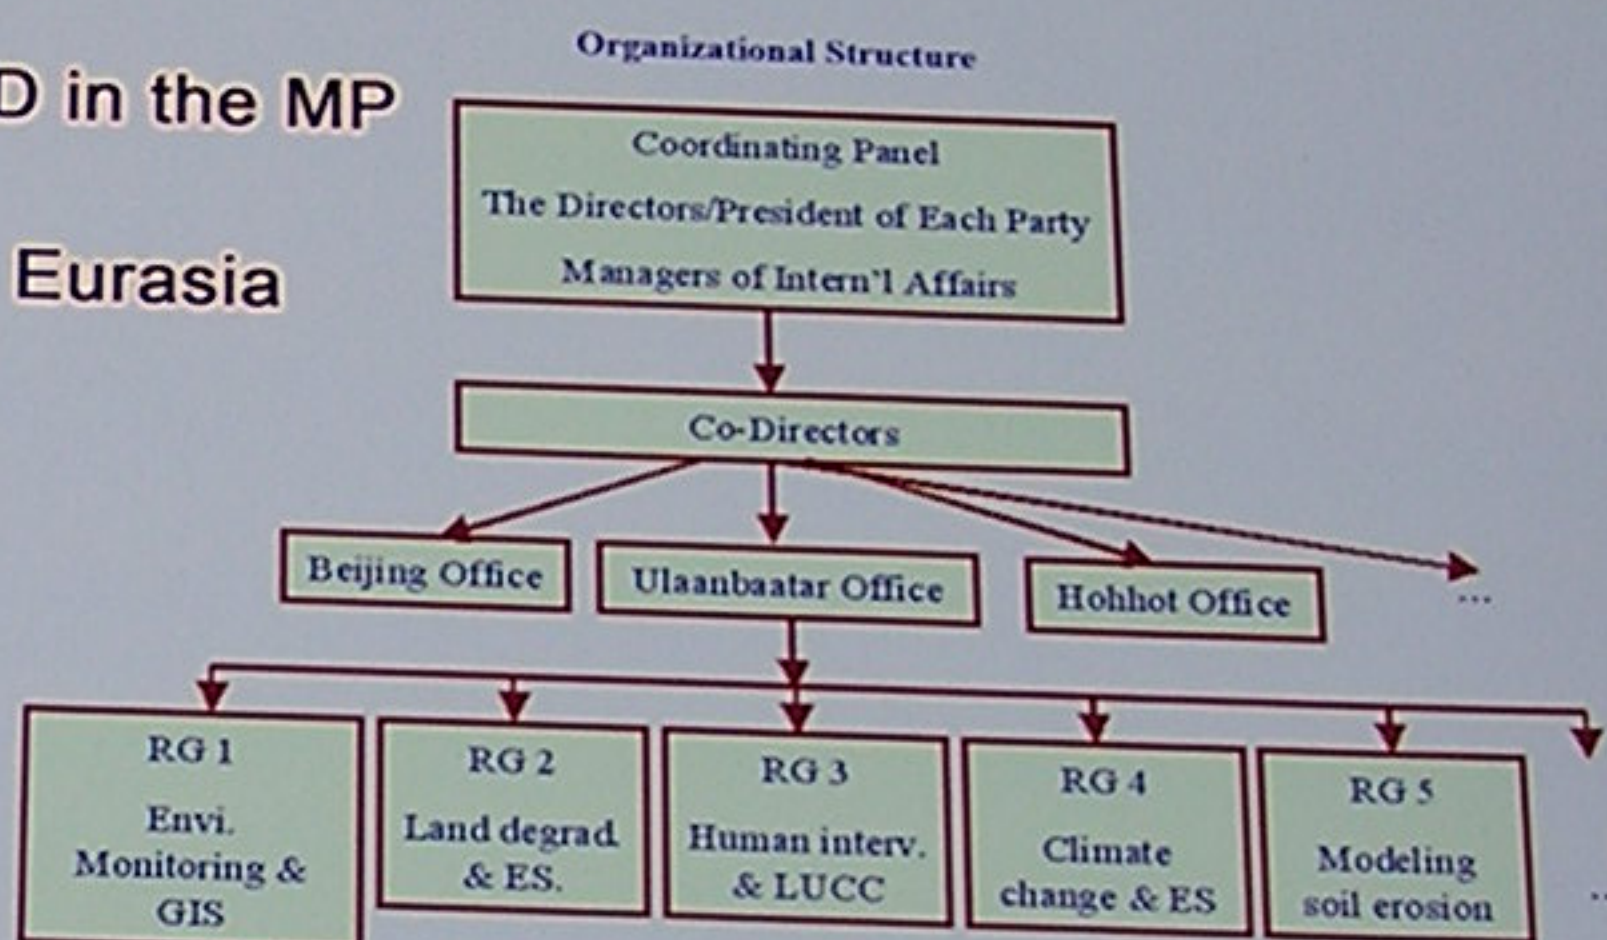 Organizational Structure
D in the MP
Eurasia
Coordinating Panel
The Directors/President of Each Party
Managers of Intern'l Affairs
Co-Directors
Beijing Office
Ulaanbaatar Office
Hohhot Office
...
RG 1
Envi.
Monitoring &
GIS
RG 2
Land degrad.
& ES.
RG 3
Human interv.
& LUCC
RG 4
Climate
change & ES
RG 5
Modeling
soil erosion
..